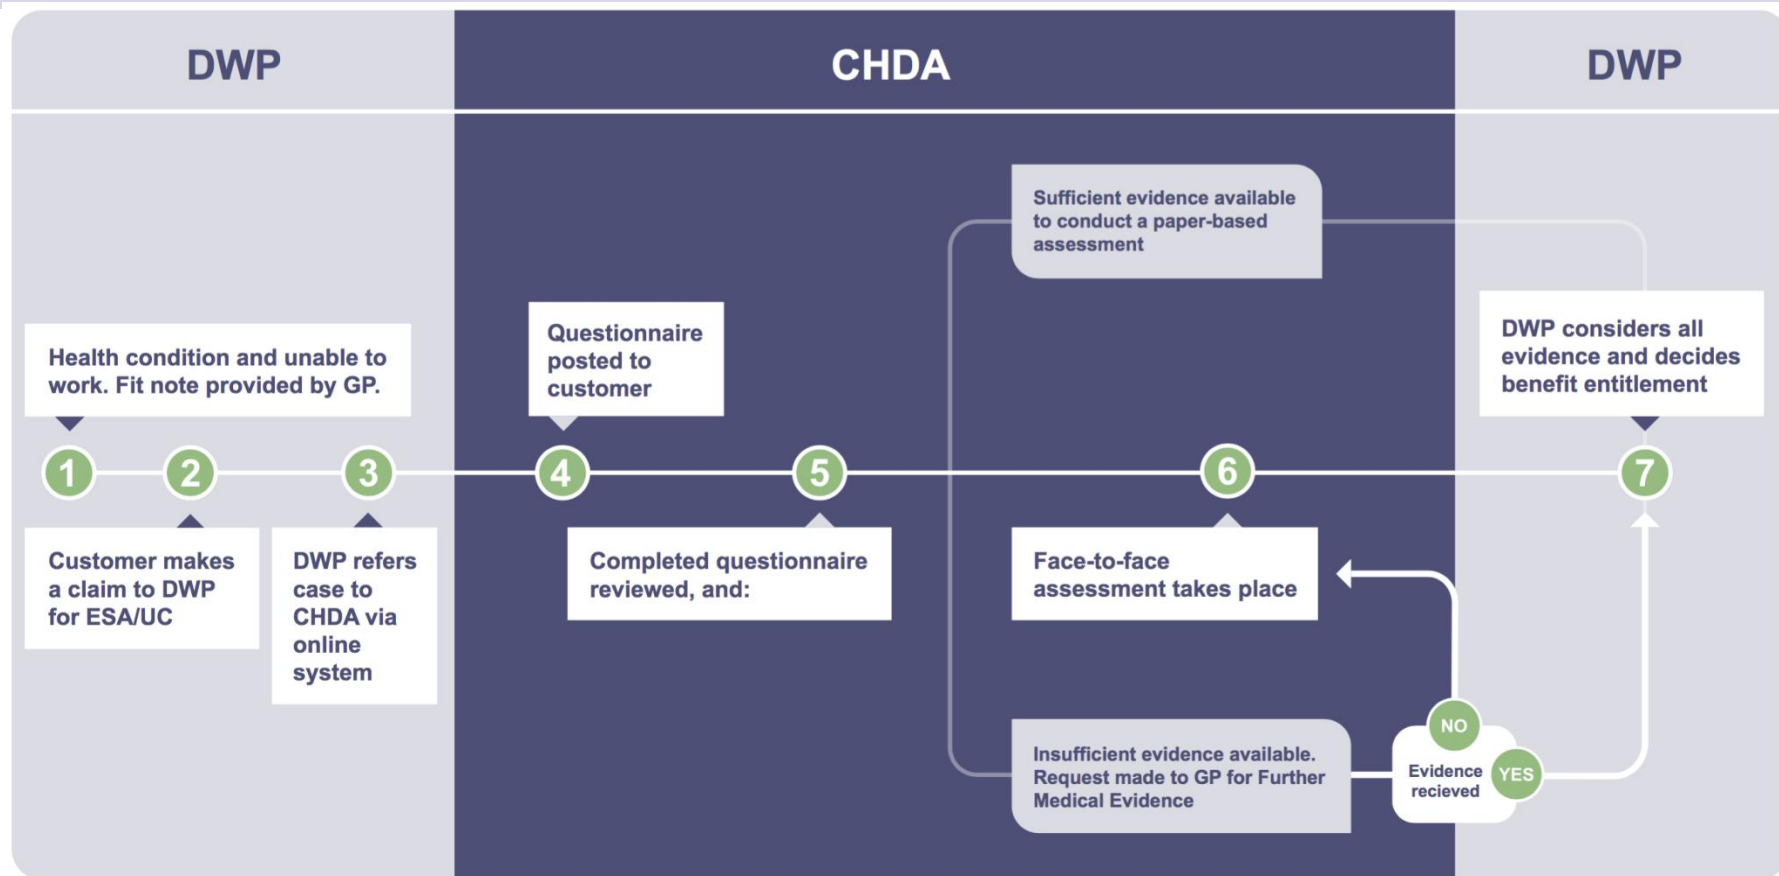 DWP
CHDA
DWP
Sufficient evidence available
to conduct a paper-based
assessment
Health condition and unable to
work. Fit note provided by GP.
Questionnaire
posted to
customer
DWP considers all
evidence and decides
benefit entitlement
1
2
3
4
5
6
7
Customer makes
a claim to DWP
for ESA/UC
DWP refers
case to
CHDA via
online
system
Completed questionnaire
reviewed, and:
Face-to-face
assessment takes place
Insufficient evidence available.
Request made to GP for Further
Medical Evidence
NO
Evidence
recieved
YES